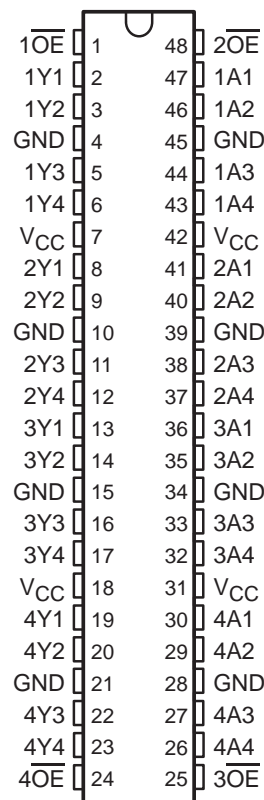 1O̅E̅ 1 48 2O̅E̅
1Y1 2 47 1A1
1Y2 3 46 1A2
GND 4 45 GND
1Y3 5 44 1A3
1Y4 6 43 1A4
VCC 7 42 VCC
2Y1 8 41 2A1
2Y2 9 40 2A2
GND 10 39 GND
2Y3 11 38 2A3
2Y4 12 37 2A4
3Y1 13 36 3A1
3Y2 14 35 3A2
GND 15 34 GND
3Y3 16 33 3A3
3Y4 17 32 3A4
VCC 18 31 VCC
4Y1 19 30 4A1
4Y2 20 29 4A2
GND 21 28 GND
4Y3 22 27 4A3
4Y4 23 26 4A4
4O̅E̅ 24 25 3O̅E̅